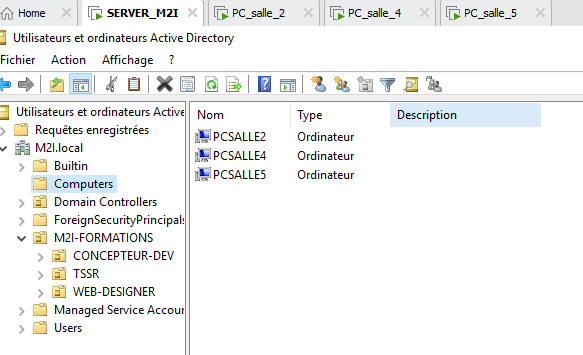 Home SERVER_M2I PC_salle_2 PC_salle_4 PC_salle_5
Utilisateurs et ordinateurs Active Directory
Fichier Action Affichage ?
Utilisateurs et ordinateurs Active
Requêtes enregistrées
M2I.local
Builtin
Computers
Domain Controllers
ForeignSecurityPrincipals
M2I-FORMATIONS
CONCEPTEUR-DEV
TSSR
WEB-DESIGNER
Managed Service Accour
Users
Nom Type Description
PCSALLE2 Ordinateur
PCSALLE4 Ordinateur
PCSALLE5 Ordinateur